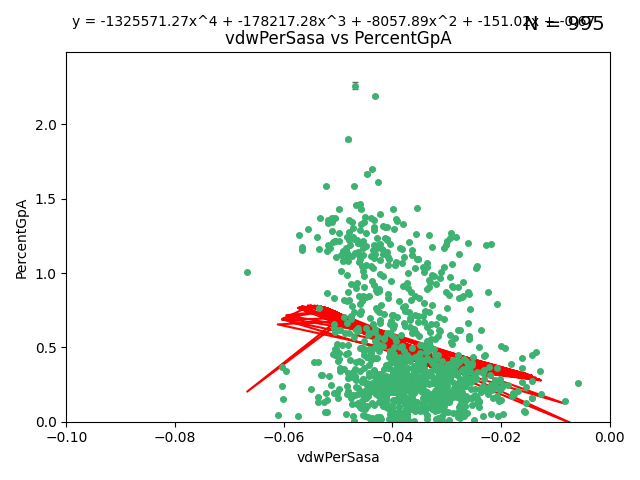 y = -1325571.27x^4 + -178217.28x^3 + -8057.89x^2 + -151.02x + -0.67
N = 995
vdwPerSasa vs PercentGpA
PercentGpA
2.0
1.5
1.0
0.5
0.0
−0.10 −0.08 −0.06 −0.04 −0.02 0.00
vdwPerSasa